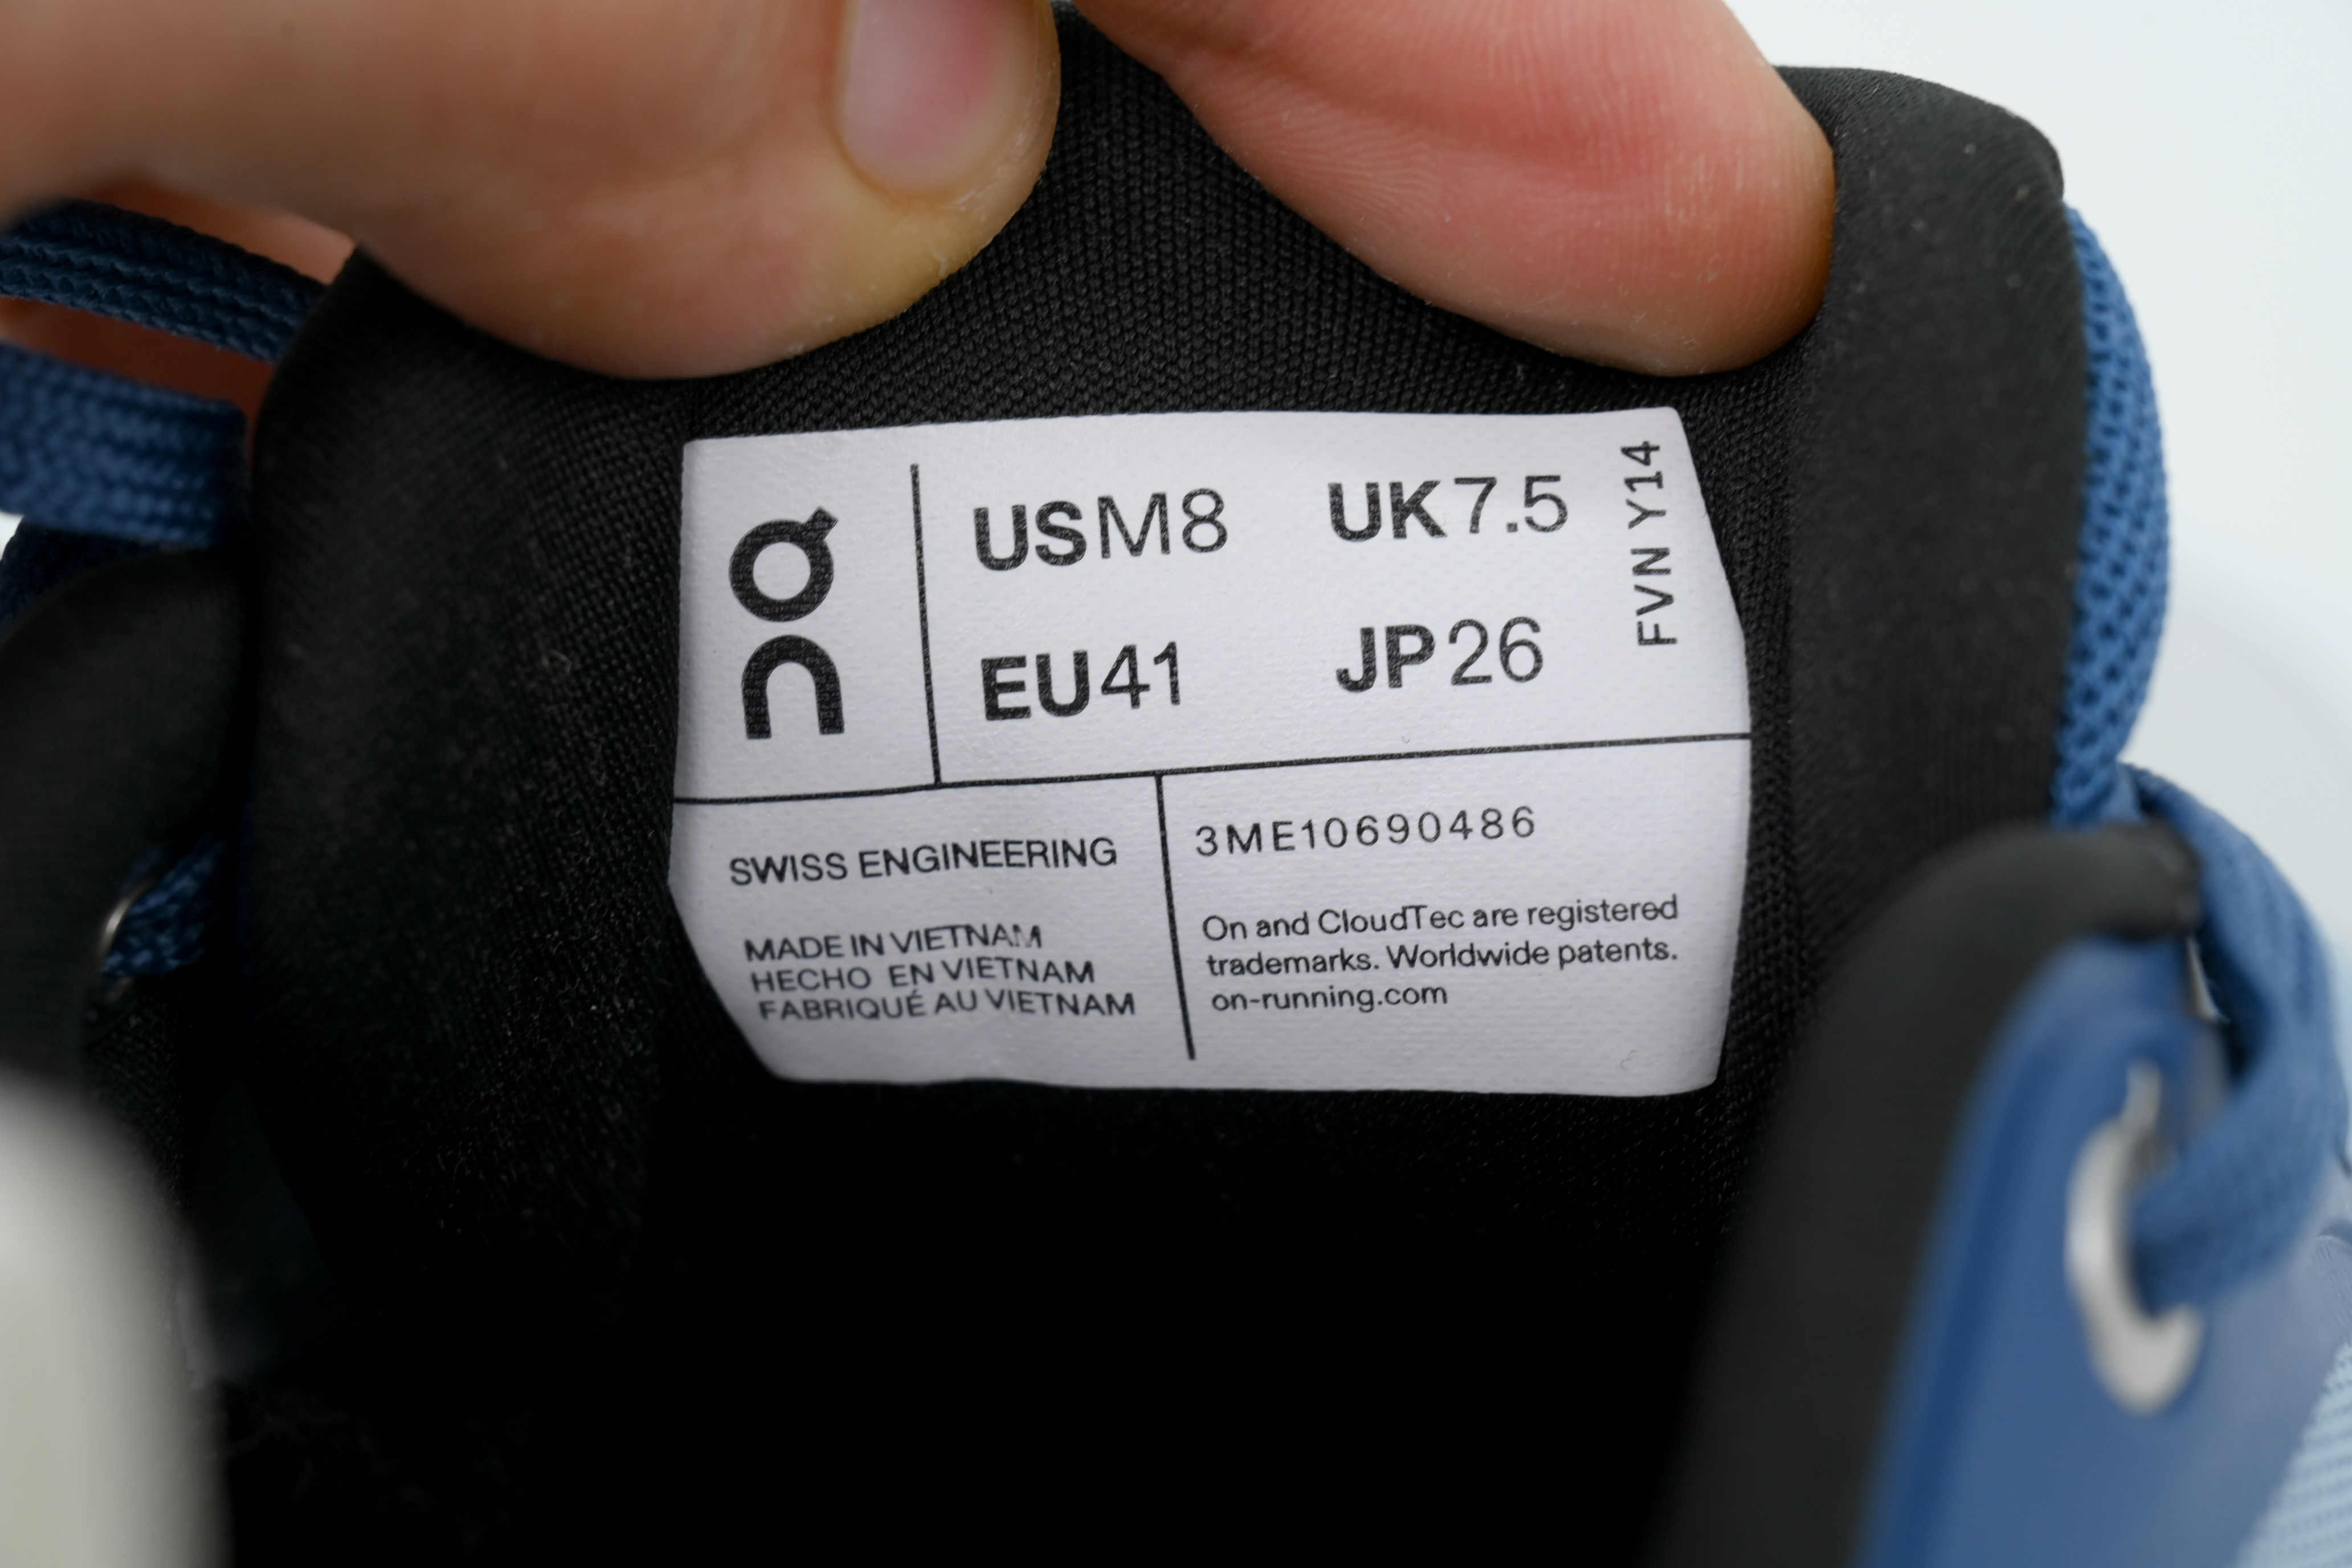 on
USM8 UK7.5
EU41 JP26
FVN Y14
SWISS ENGINEERING
MADE IN VIETNAM
HECHO EN VIETNAM
FABRIQUÉ AU VIETNAM
3ME10690486
On and CloudTec are registered
trademarks. Worldwide patents.
on-running.com